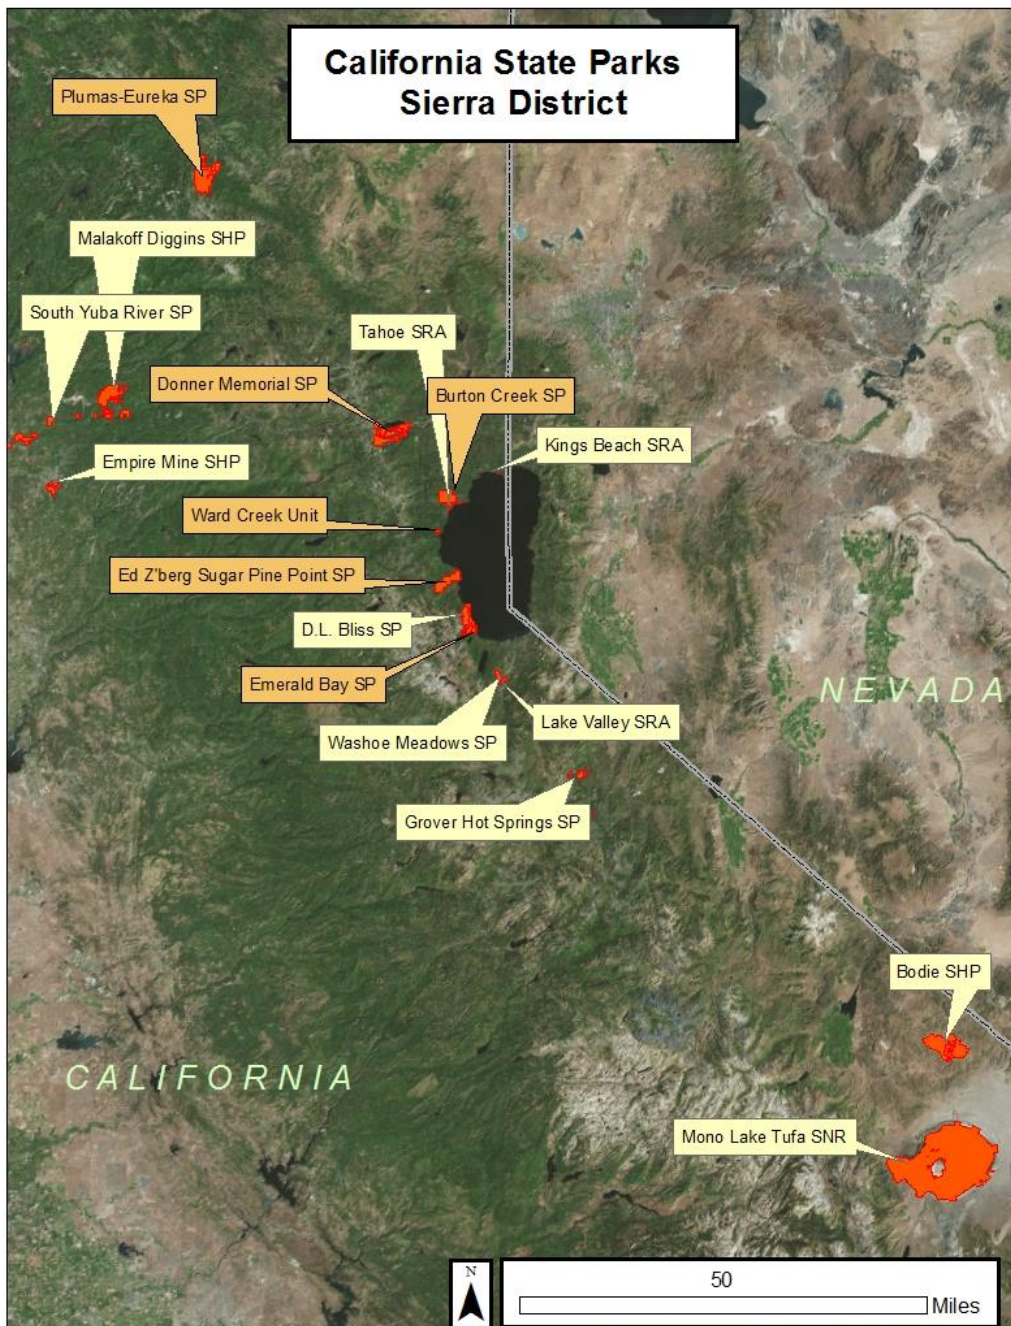 California State Parks
Sierra District
Plumas-Eureka SP
Malakoff Diggins SHP
South Yuba River SP
Tahoe SRA
Donner Memorial SP
Burton Creek SP
Kings Beach SRA
Empire Mine SHP
Ward Creek Unit
Ed Z'berg Sugar Pine Point SP
D.L. Bliss SP
Emerald Bay SP
NEVADA
Lake Valley SRA
Washoe Meadows SP
Grover Hot Springs SP
Bodie SHP
CALIFORNIA
Mono Lake Tufa SNR
N
50
Miles